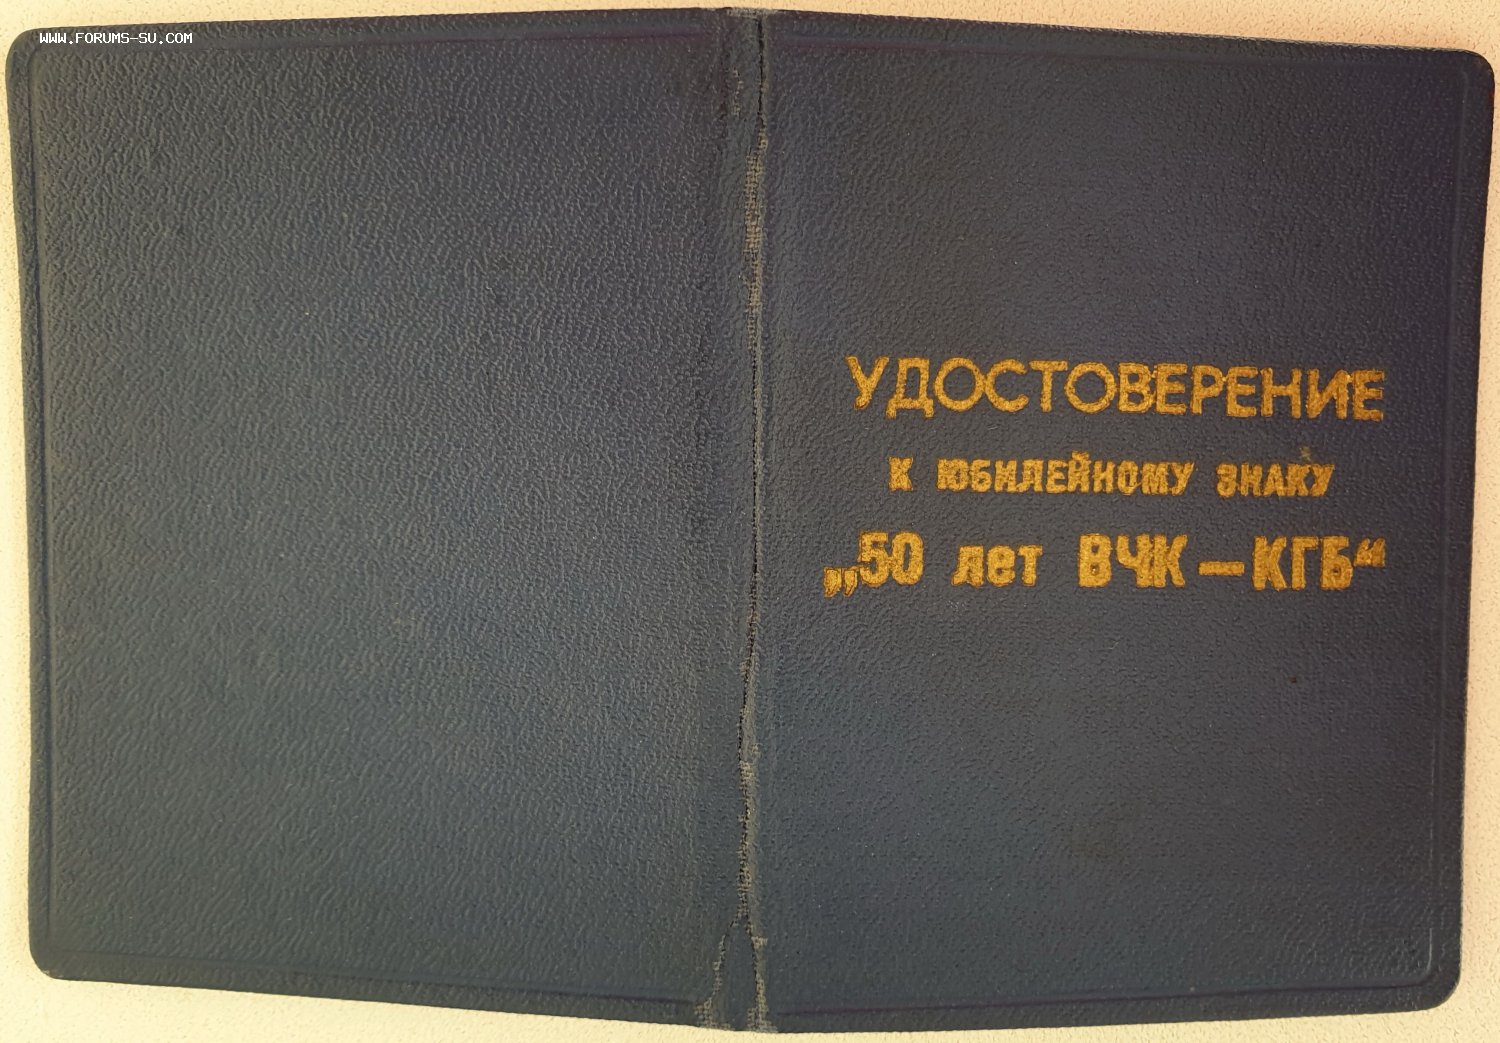 WWW.FORUMS-SU.COM
УДОСТОВЕРЕНИЕ
К ЮБИЛЕЙНОМУ ЗНАКУ
„50 лет ВЧК—КГБ“